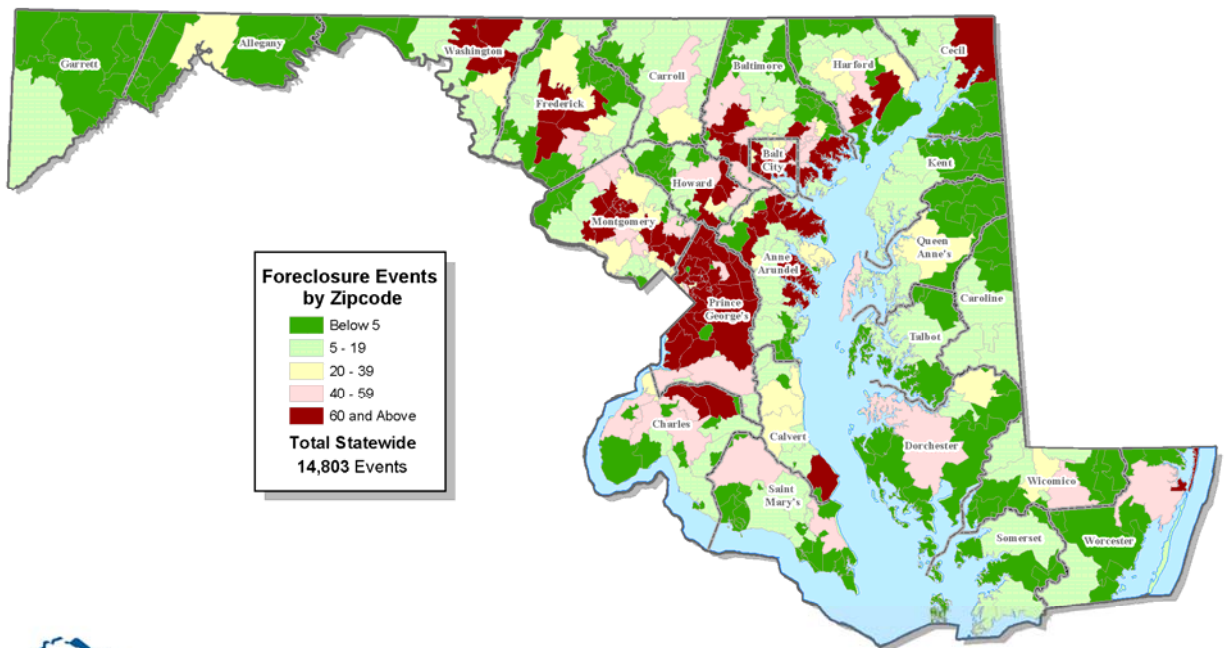 Garrett
Allegany
Washington
Frederick
Carroll
Baltimore
Harford
Cecil
Balt
City
Howard
Montgomery
Kent
Queen
Anne's
Anne
Arundel
Prince
George's
Caroline
Talbot
Charles
Calvert
Dorchester
Saint
Mary's
Wicomico
Somerset
Worcester
Foreclosure Events
by Zipcode
Below 5
5 - 19
20 - 39
40 - 59
60 and Above
Total Statewide
14,803 Events